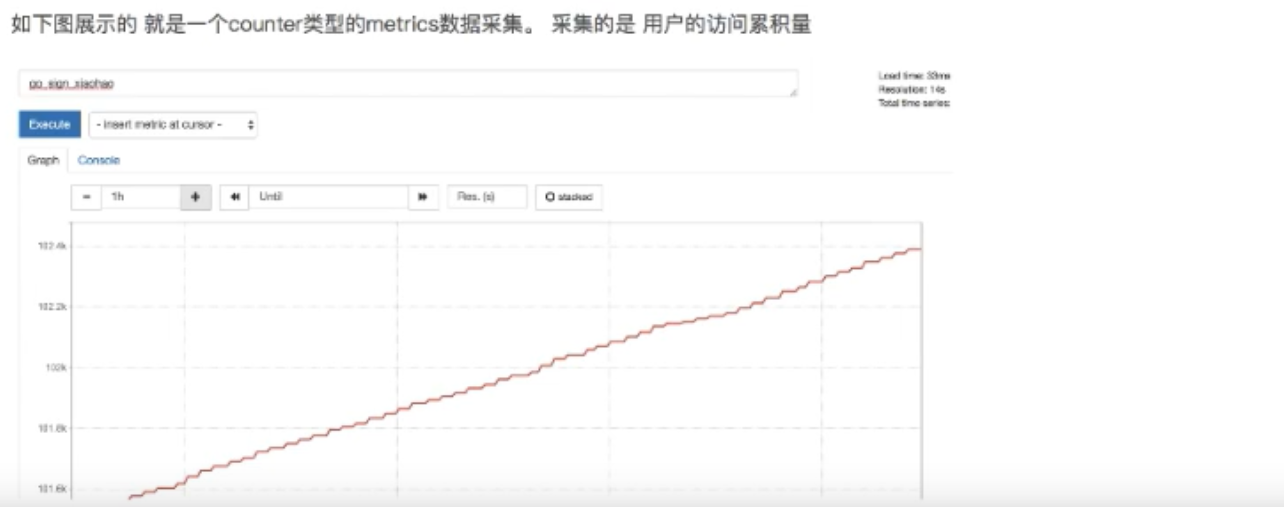 如下图展示的 就是一个counter类型的metrics数据采集。 采集的是 用户的访问累积量
go_sign_xiaohao
Load time: 33ms
Resolution: 14s
Total time series:
Execute
- insert metric at cursor -
Graph
Console
1h
Until
Res. (s)
stacked
102.4k
102.2k
102k
101.8k
101.6k